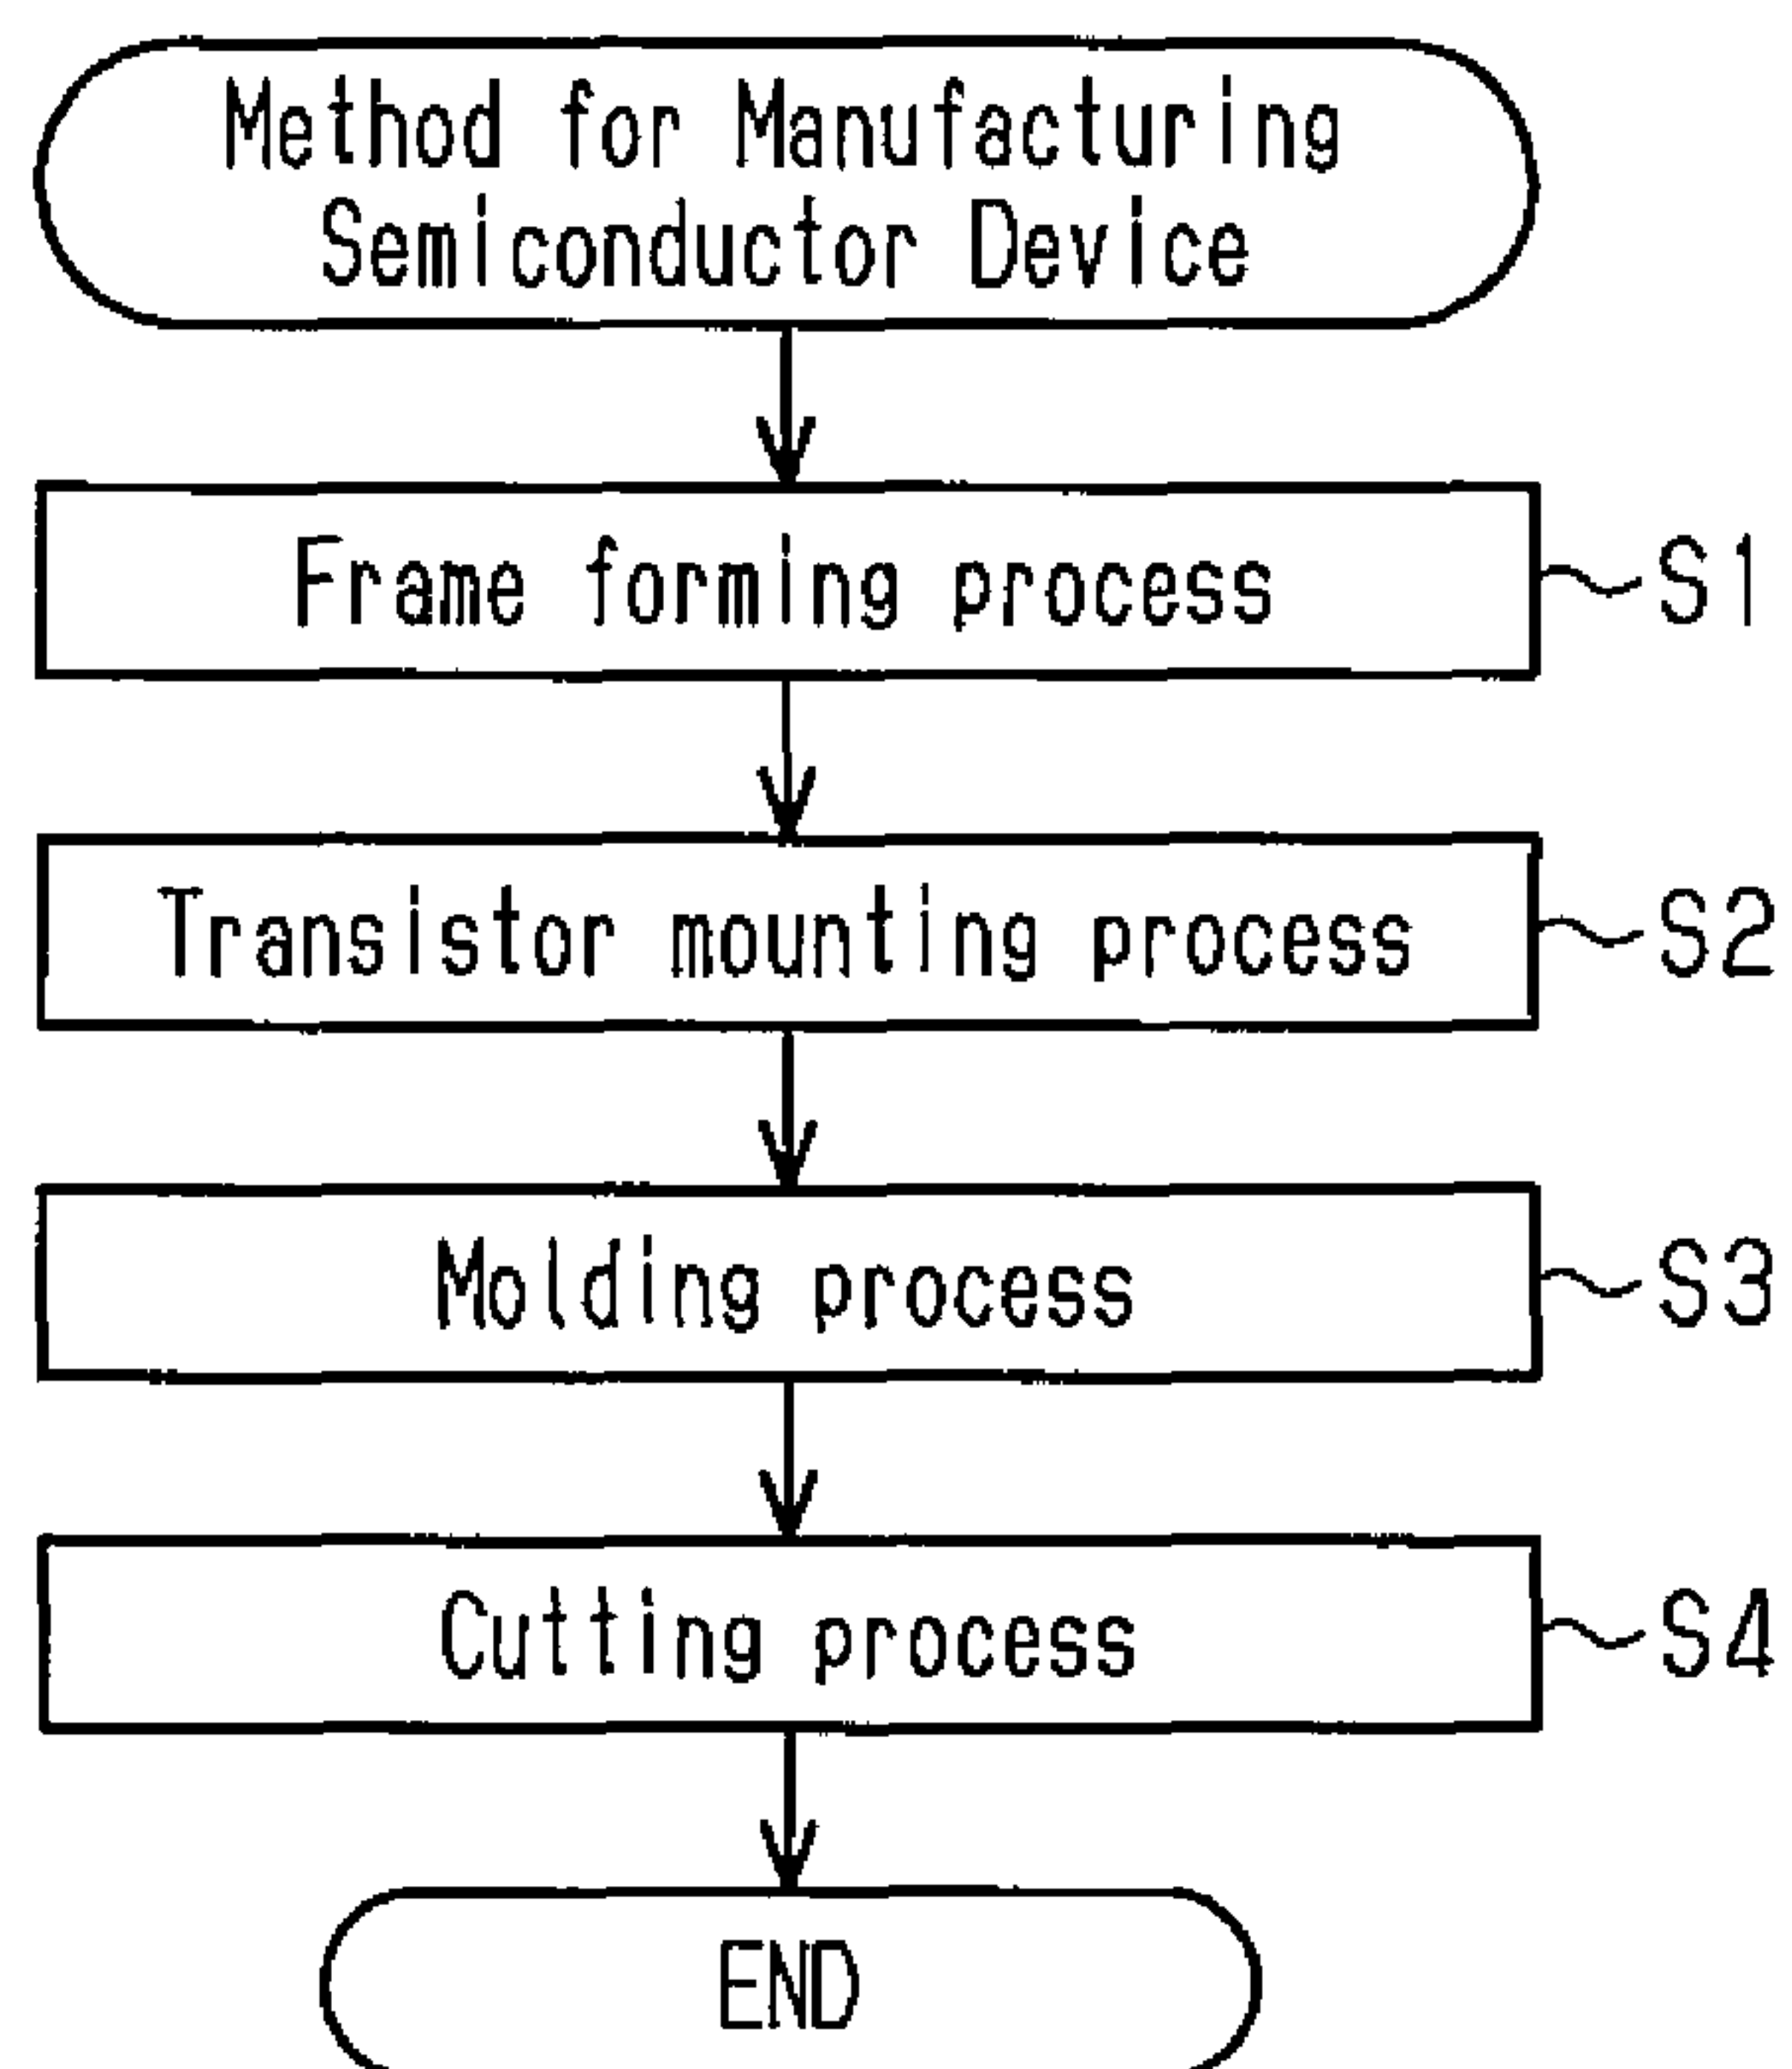 Method for Manufacturing
Semiconductor Device
Frame forming process
S1
Transistor mounting process
S2
Molding process
S3
Cutting process
S4
END